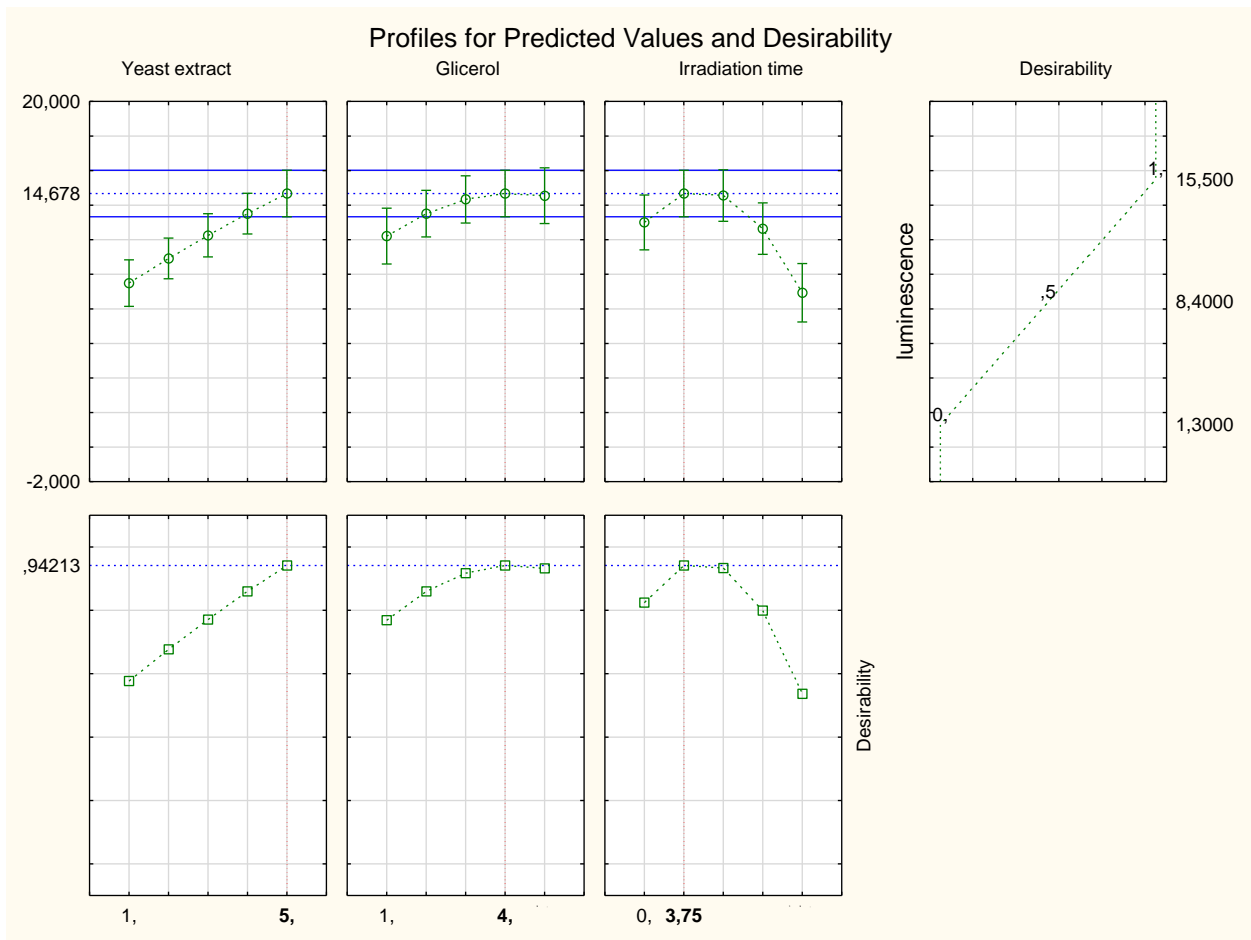 Profiles for Predicted Values and Desirability
Yeast extract Glicerol Irradiation time Desirability
20,000
14,678
-2,000
1,
15,500
,5
8,4000
0,
1,3000
luminescence
,94213
Desirability
1, 5, 1, 4, 0, 3,75